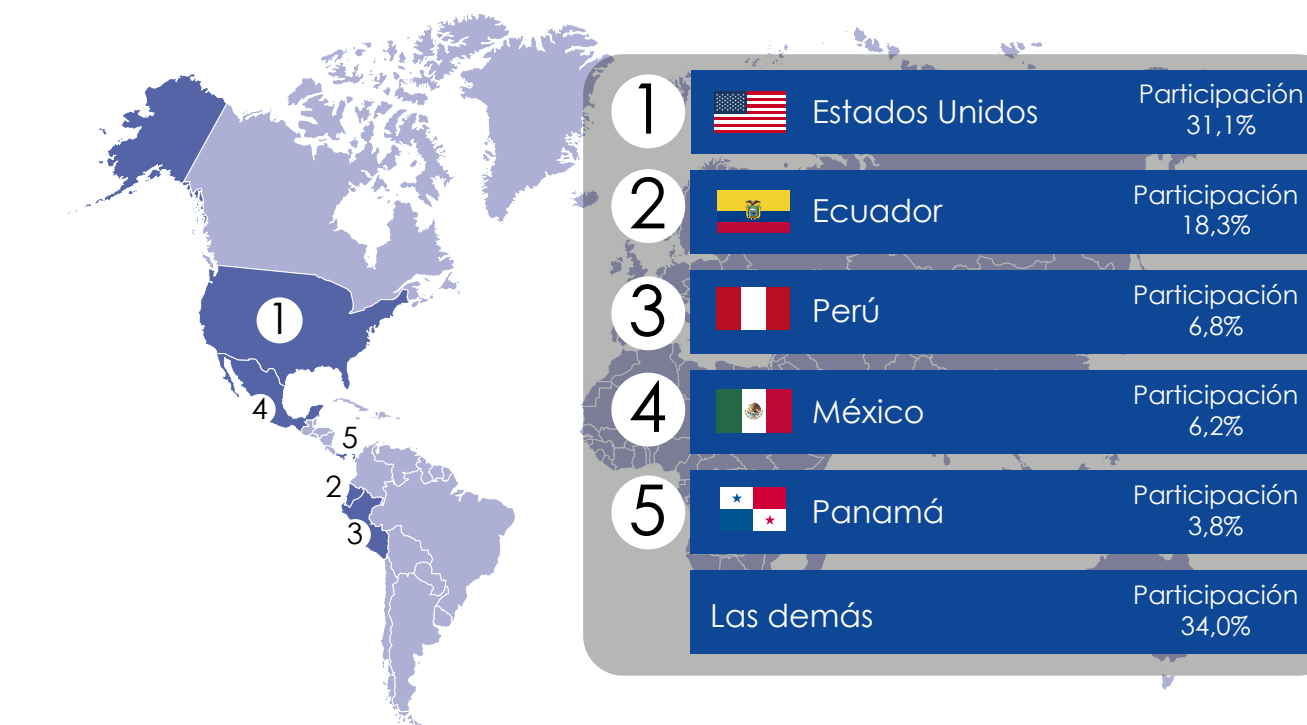 1
4
5
2
3
1
Estados Unidos
Participación
31,1%
2
Ecuador
Participación
18,3%
3
Perú
Participación
6,8%
4
México
Participación
6,2%
5
Panamá
Participación
3,8%
Las demás
Participación
34,0%